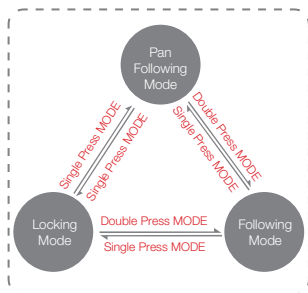 Pan
Following
Mode
Single Press MODE
Single Press MODE
Double Press MODE
Single Press MODE
Locking
Mode
Double Press MODE
Single Press MODE
Following
Mode